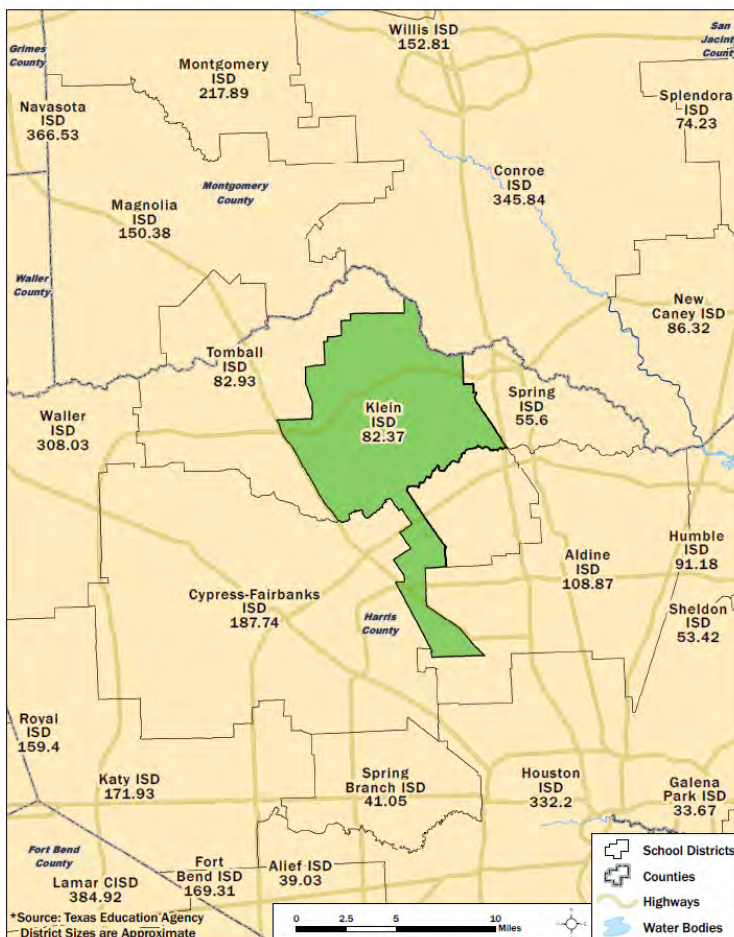 Grimes
County
Willis ISD
152.81
San
Jacinto
County
Montgomery
ISD
217.89
Navasota
ISD
366.53
Splendora
ISD
74.23
Conroe
ISD
345.84
Montgomery
County
Magnolia
ISD
150.38
Waller
County
New
Caney ISD
86.32
Tomball
ISD
82.93
Spring
ISD
55.6
Klein
ISD
82.37
Waller
ISD
308.03
Humble
ISD
91.18
Aldine
ISD
108.87
Cypress-Fairbanks
ISD
187.74
Sheldon
ISD
53.42
Harris
County
Royal
ISD
159.4
Katy ISD
171.93
Spring
Branch ISD
41.05
Houston
ISD
332.2
Galena
Park ISD
33.67
Fort Bend
County
Fort
Bend ISD
169.31
Alief ISD
39.03
Lamar CISD
384.92
School Districts
Counties
Highways
Water Bodies
*Source: Texas Education Agency
District Sizes are Approximate
0 2.5 5 10
Miles